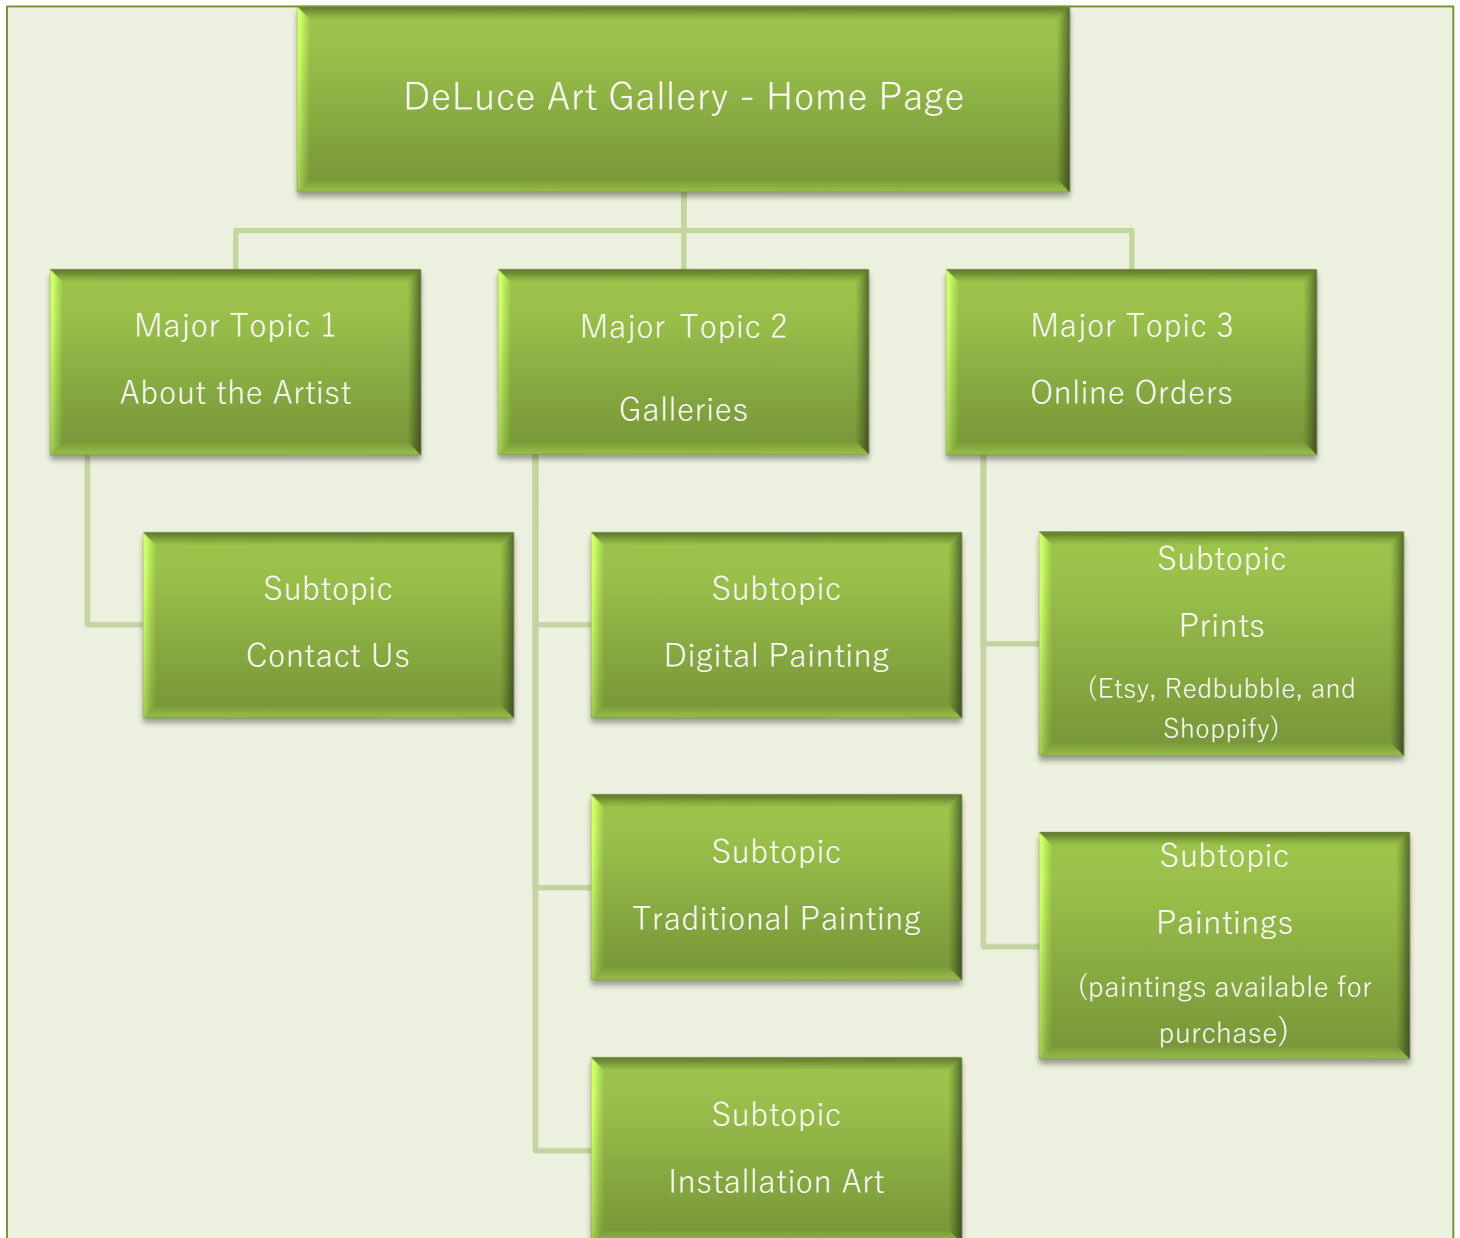 DeLuce Art Gallery - Home Page
Major Topic 1
About the Artist
Major Topic 2
Galleries
Major Topic 3
Online Orders
Subtopic
Contact Us
Subtopic
Digital Painting
Subtopic
Traditional Painting
Subtopic
Installation Art
Subtopic
Prints
(Etsy, Redbubble, and
Shoppify)
Subtopic
Paintings
(paintings available for
purchase)